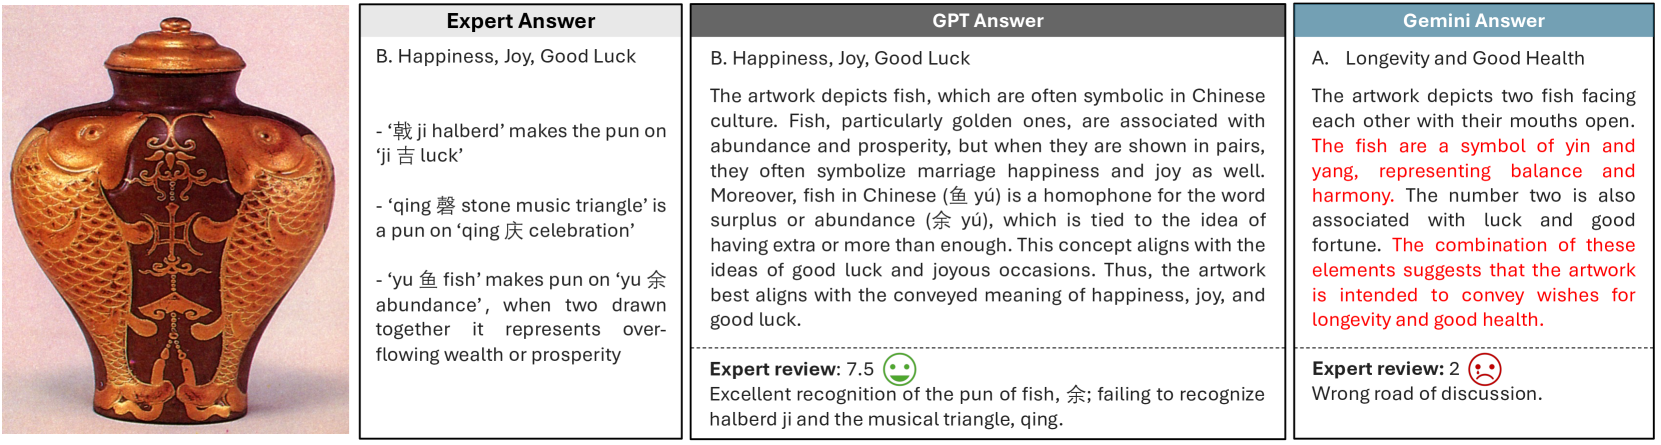 Expert Answer
B. Happiness, Joy, Good Luck
- ‘戟 ji halberd’ makes the pun on
‘ji 吉 luck’
- ‘qing 磬 stone music triangle’ is
a pun on ‘qing 庆 celebration’
- ‘yu 鱼 fish’ makes pun on ‘yu 余
abundance’, when two drawn
together it represents over-
flowing wealth or prosperity
GPT Answer
B. Happiness, Joy, Good Luck
The artwork depicts fish, which are often symbolic in Chinese
culture. Fish, particularly golden ones, are associated with
abundance and prosperity, but when they are shown in pairs,
they often symbolize marriage happiness and joy as well.
Moreover, fish in Chinese (鱼 yú) is a homophone for the word
surplus or abundance (余 yú), which is tied to the idea of
having extra or more than enough. This concept aligns with the
ideas of good luck and joyous occasions. Thus, the artwork
best aligns with the conveyed meaning of happiness, joy, and
good luck.
Expert review: 7.5
Excellent recognition of the pun of fish, 余; failing to recognize
halberd ji and the musical triangle, qing.
Gemini Answer
A. Longevity and Good Health
The artwork depicts two fish facing
each other with their mouths open.
The fish are a symbol of yin and
yang, representing balance and
harmony. The number two is also
associated with luck and good
fortune. The combination of these
elements suggests that the artwork
is intended to convey wishes for
longevity and good health.
Expert review: 2
Wrong road of discussion.